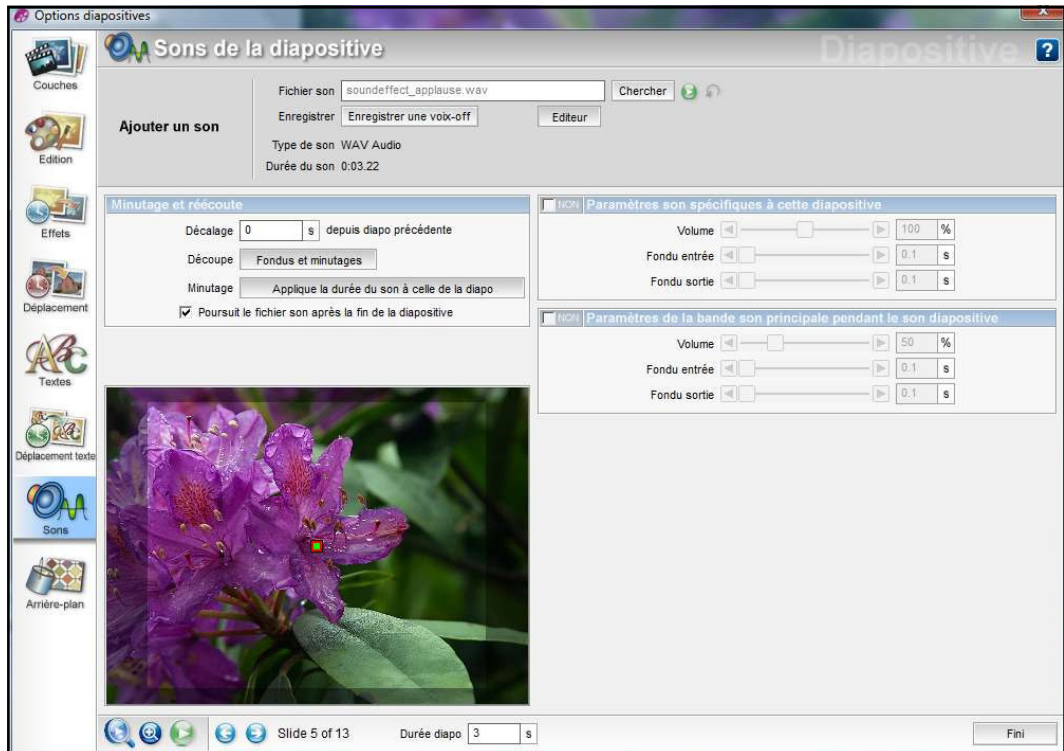 Options diapositives
X
Couches
Edition
Effets
Déplacement
Textes
Déplacement texte
Sons
Arrière-plan
Sons de la diapositive
Diapositive
?
Ajouter un son
Fichier son soundeffect_applause.wav Chercher
Enregistrer Enregistrer une voix-off Editeur
Type de son WAV Audio
Durée du son 0:03.22
Minutage et réécoute
Décalage 0 s depuis diapo précédente
Découpe Fondus et minutages
Minutage Applique la durée du son à celle de la diapo
Poursuit le fichier son après la fin de la diapositive
NON Paramètres son spécifiques à cette diapositive
Volume 100 %
Fondu entrée 0.1 s
Fondu sortie 0.1 s
NON Paramètres de la bande son principale pendant le son diapositive
Volume 50 %
Fondu entrée 0.1 s
Fondu sortie 0.1 s
Slide 5 of 13 Durée diapo 3 s Fini